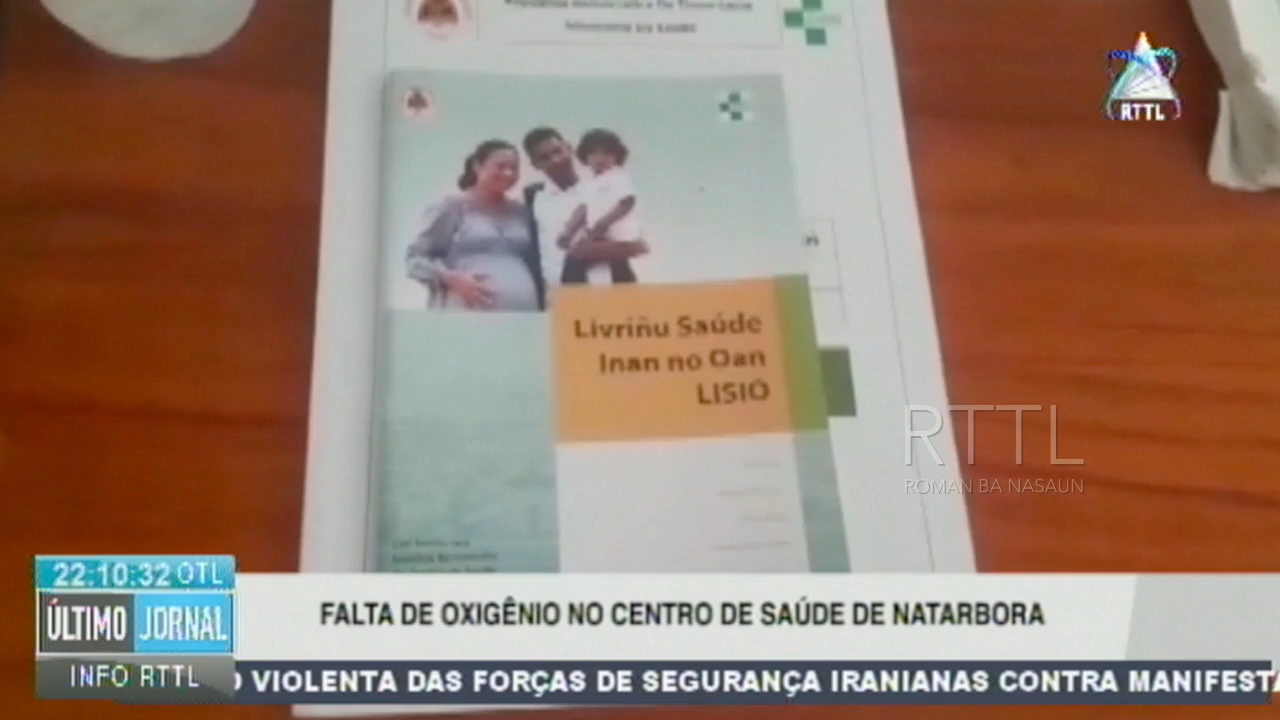 RTTL
Livriñu Saúde
Inan no Oan
LISIO
RTTL
ROMAN BA NASAUN
22:10:32 OTL
ÚLTIMO JORNAL
FALTA DE OXIGÊNIO NO CENTRO DE SAÚDE DE NATARBORA
INFO RTTL
VIOLENTA DAS FORÇAS DE SEGURANÇA IRANIANAS CONTRA MANIFESTA